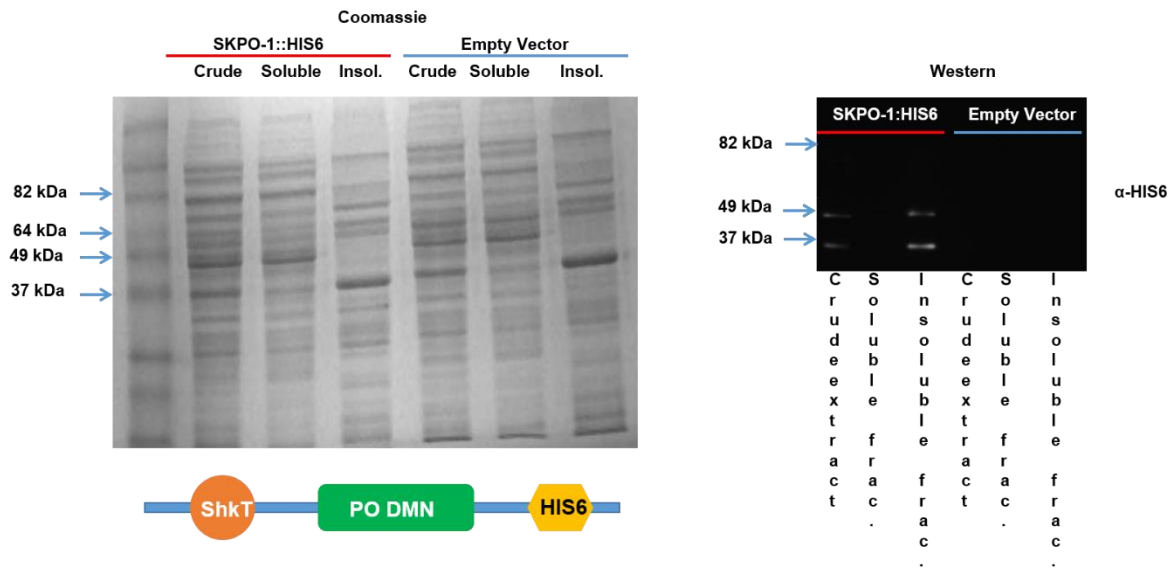 Coomassie
SKPO-1::HIS6
Empty Vector
Crude Soluble Insol.
Crude Soluble Insol.
82 kDa
64 kDa
49 kDa
37 kDa
ShkT
PO DMN
HIS6
Western
SKPO-1::HIS6
Empty Vector
82 kDa
49 kDa
37 kDa
α-HIS6
Crude extract
Soluble frac.
Insoluble frac.
Crude extract
Soluble frac.
Insoluble frac.